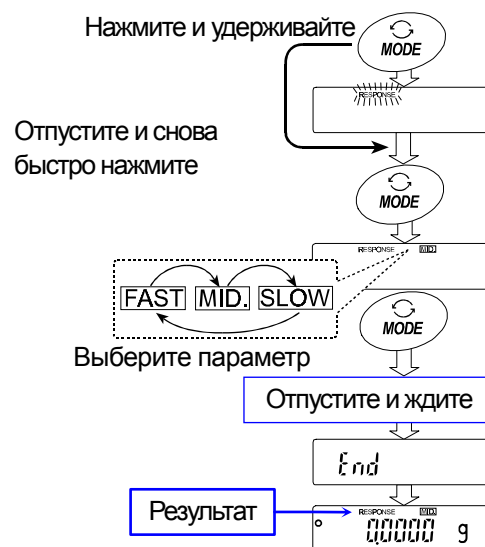 Нажмите и удерживайте
MODE
RESPONSE
Отпустите и снова
быстро нажмите
MODE
RESPONSE MID.
FAST MID. SLOW
MODE
Выберите параметр
Отпустите и ждите
End
Результат
RESPONSE MID.
0.0000 g